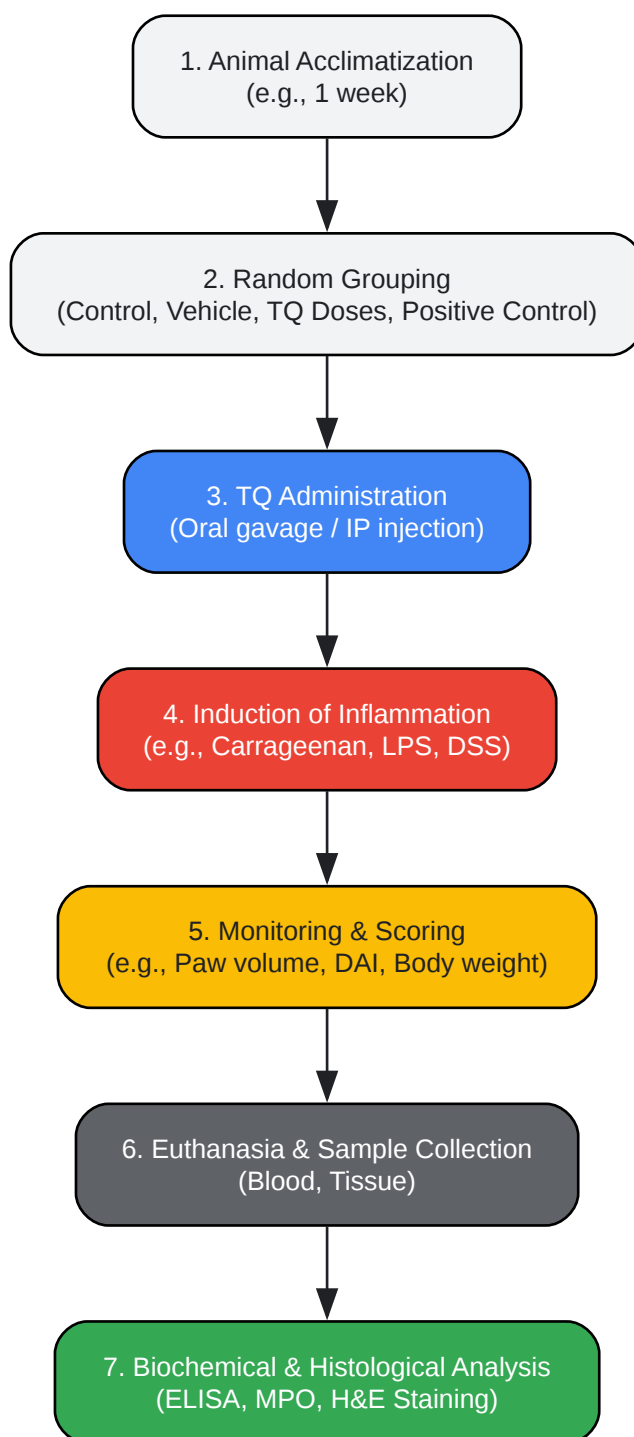 1. Animal Acclimatization
(e.g., 1 week)
2. Random Grouping
(Control, Vehicle, TQ Doses, Positive Control)
3. TQ Administration
(Oral gavage / IP injection)
4. Induction of Inflammation
(e.g., Carrageenan, LPS, DSS)
5. Monitoring & Scoring
(e.g., Paw volume, DAI, Body weight)
6. Euthanasia & Sample Collection
(Blood, Tissue)
7. Biochemical & Histological Analysis
(ELISA, MPO, H&E Staining)